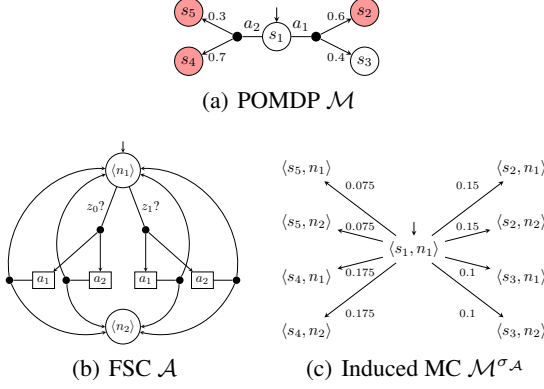 s₅ 0.3 a₂ s₁ a₁ 0.6 s₂
s₄ 0.7 0.4 s₃
(a) POMDP ℳ
⟨n₁⟩
z₀? z₁?
a₁ a₂ a₁ a₂
⟨n₂⟩
(b) FSC 𝒜
⟨s₅, n₁⟩ 0.075 0.15 ⟨s₂, n₁⟩
⟨s₅, n₂⟩ 0.075 0.15 ⟨s₂, n₂⟩
⟨s₁, n₁⟩
⟨s₄, n₁⟩ 0.175 0.1 ⟨s₃, n₁⟩
⟨s₄, n₂⟩ 0.175 0.1 ⟨s₃, n₂⟩
(c) Induced MC ℳ^σ𝒜